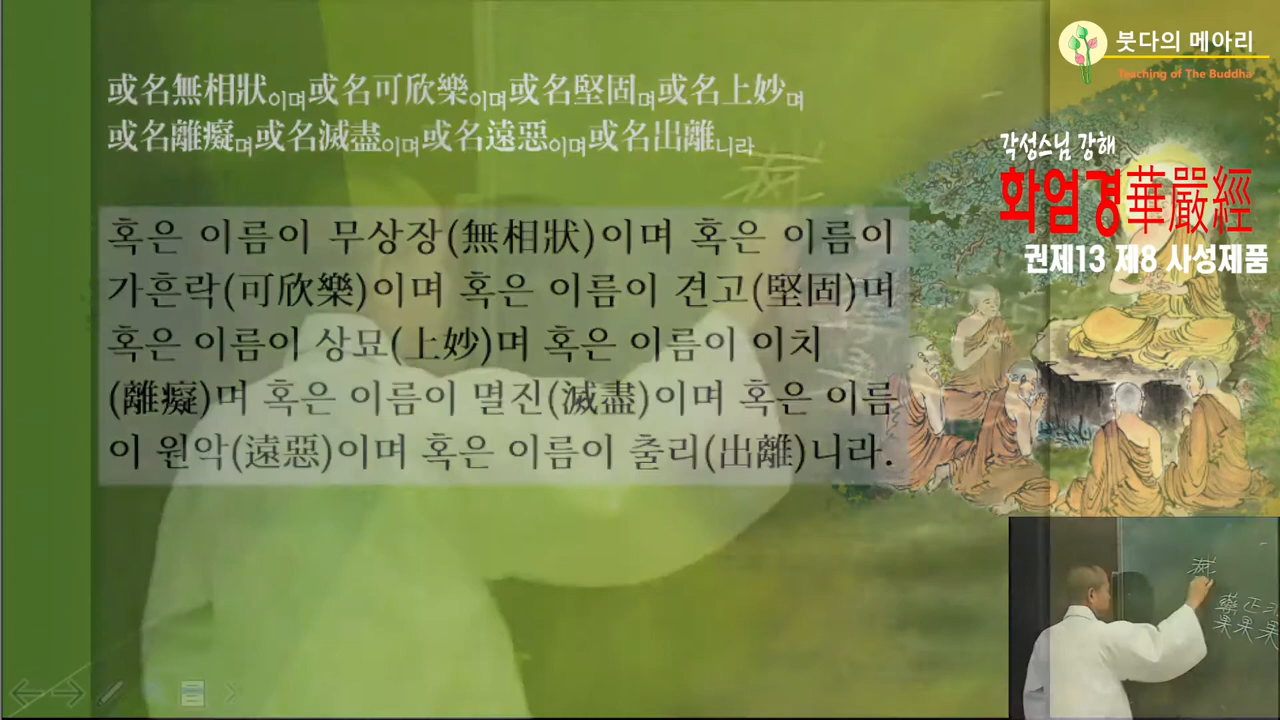 或名無相狀이며或名可欣樂이며或名堅固며或名上妙며
或名離癡며或名滅盡이며或名遠惡이며或名出離니라
혹은 이름이 무상장(無相狀)이며 혹은 이름이
가흔락(可欣樂)이며 혹은 이름이 견고(堅固)며
혹은 이름이 상묘(上妙)며 혹은 이름이 이치
(離癡)며 혹은 이름이 멸진(滅盡)이며 혹은 이름
이 원악(遠惡)이며 혹은 이름이 출리(出離)니라.
붓다의 메아리
Teaching of The Buddha
각성스님 강해
화엄경華嚴經
권제13 제8 사성제품
果果果